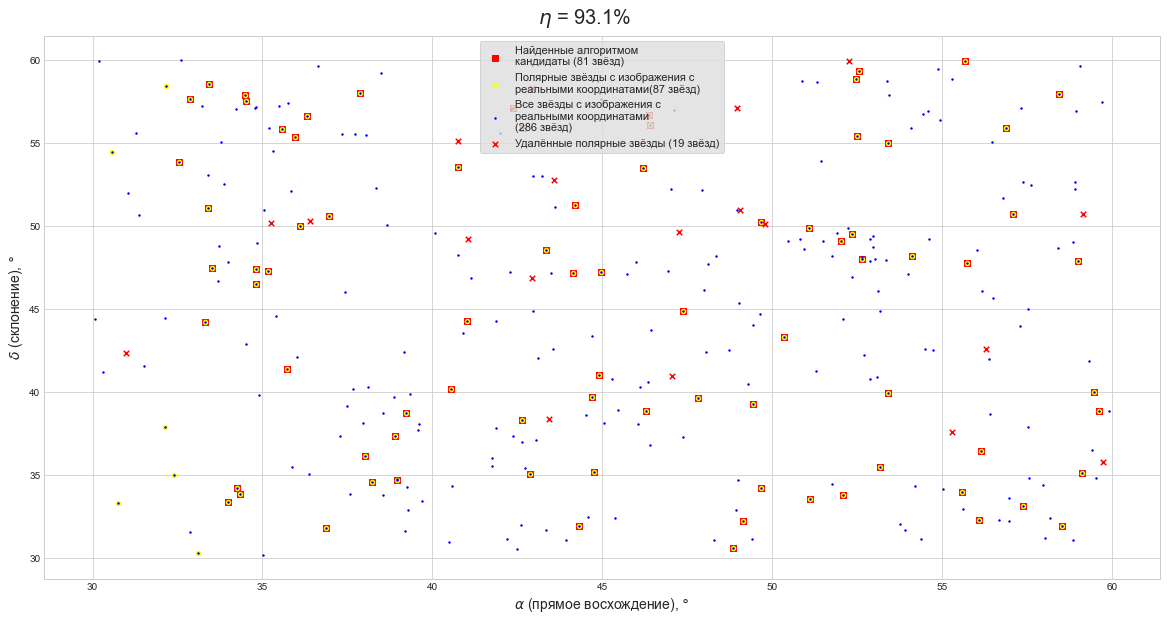 η = 93.1%
Найденные алгоритмом
кандидаты (81 звёзд)
Полярные звёзды с изображения с
реальными координатами(87 звёзд)
Все звёзды с изображения с
реальными координатами
(286 звёзд)
Удалённые полярные звёзды (19 звёзд)
δ (склонение), °
60
55
50
45
40
35
30
30 35 40 45 50 55 60
α (прямое восхождение), °